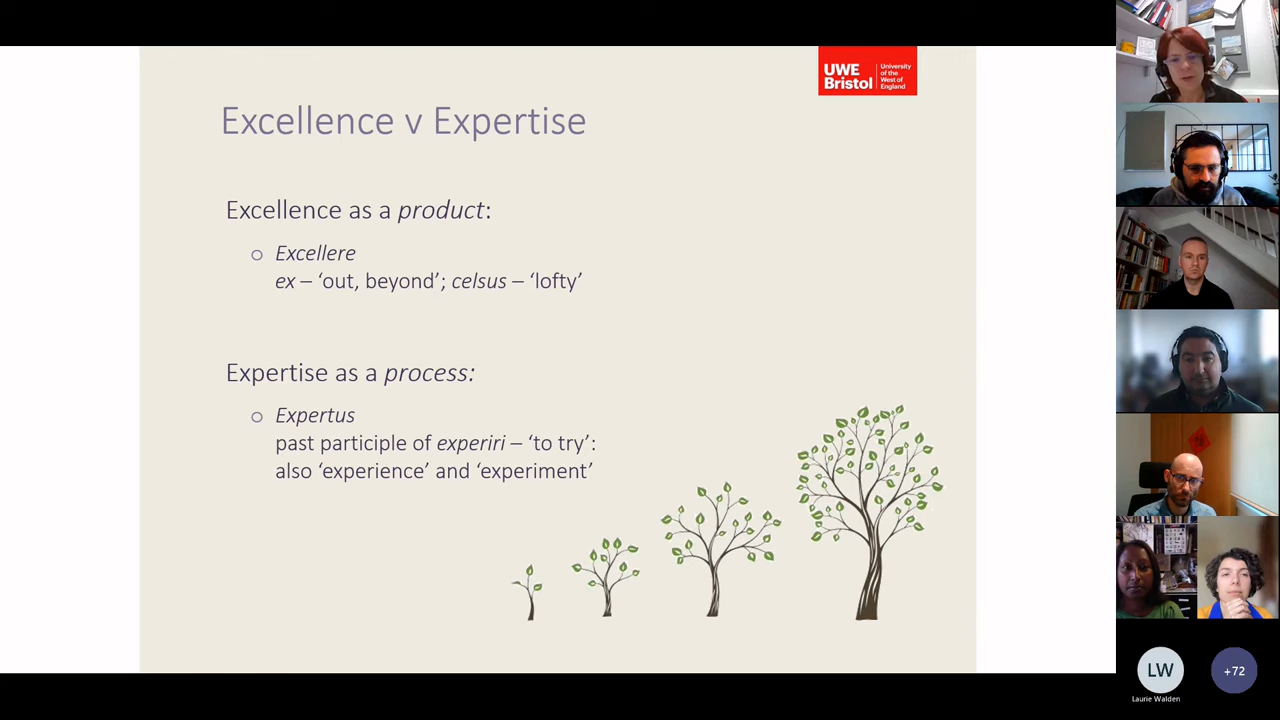 UWE
Bristol
University
of the
West of
England
Excellence v Expertise
Excellence as a product:
Excellere
ex – ‘out, beyond’; celsus – ‘lofty’
Expertise as a process:
Expertus
past participle of experiri – ‘to try’:
also ‘experience’ and ‘experiment’
LW
Laurie Walden
+72